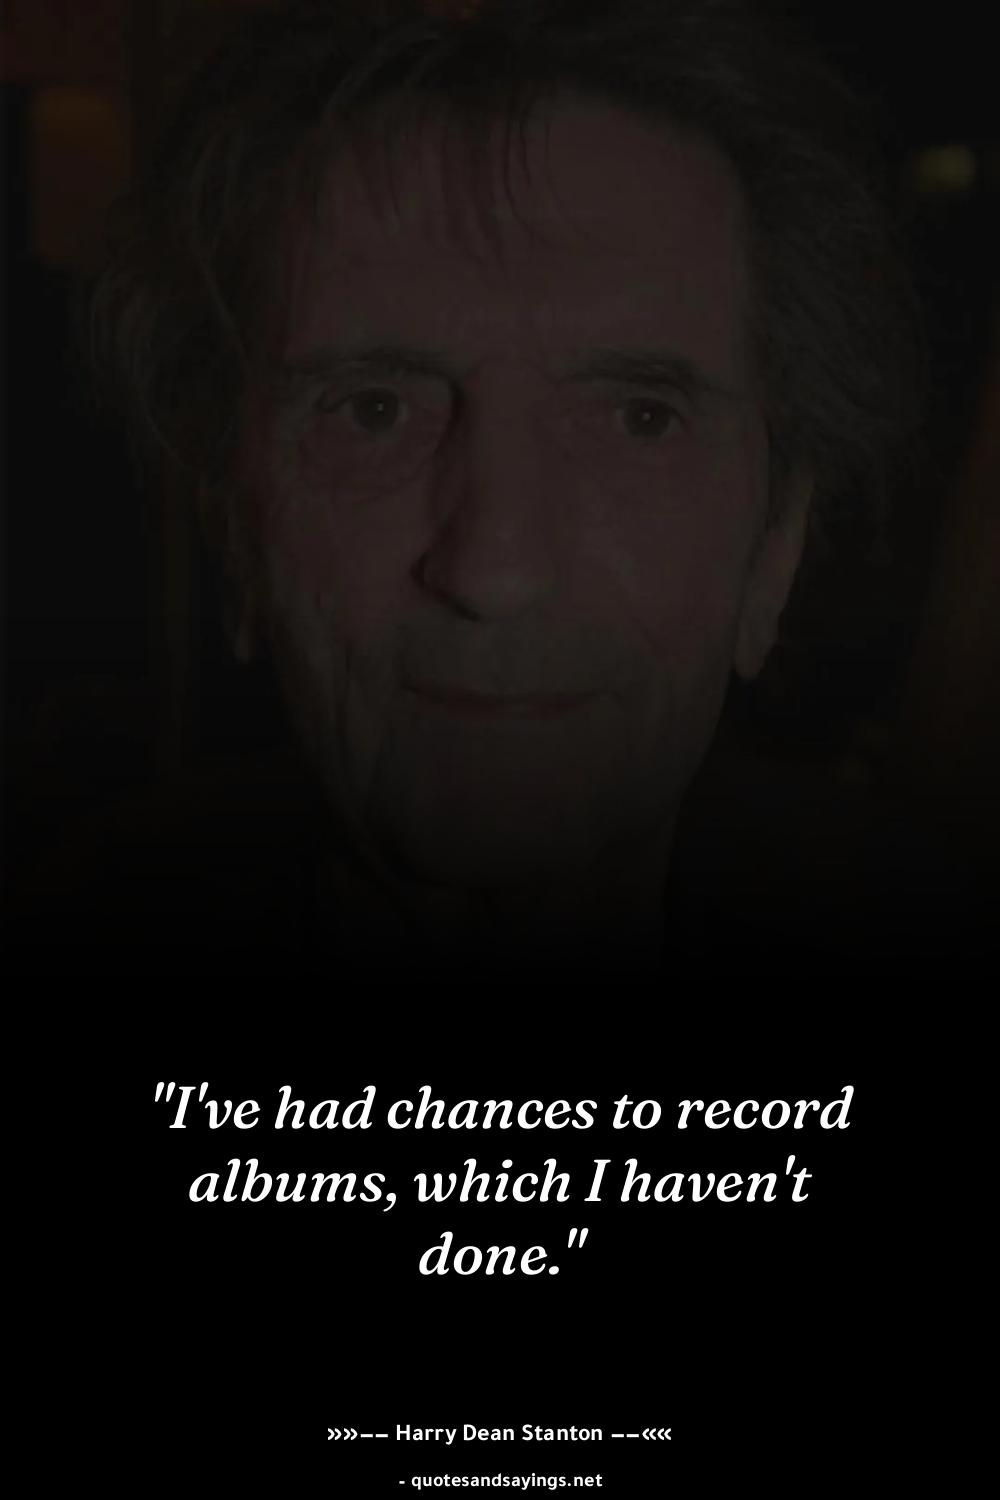 "I've had chances to record
albums, which I haven't
done."
»»–– Harry Dean Stanton ––««
- quotesandsayings.net